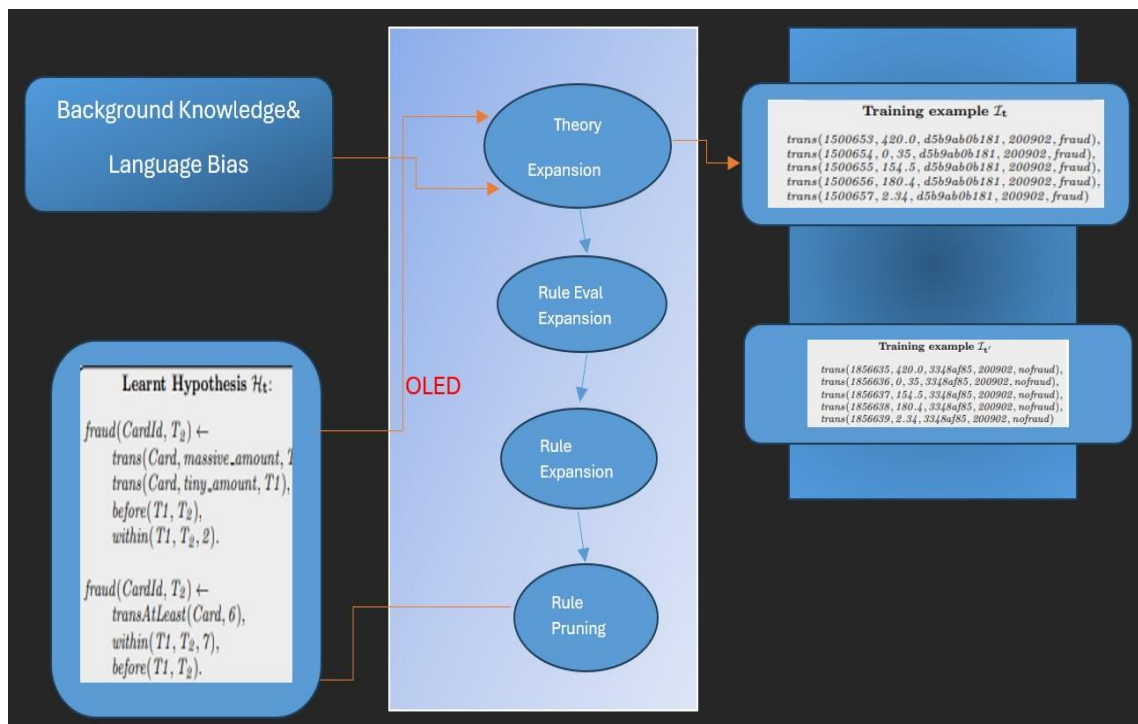 Background Knowledge&
Language Bias
Learnt Hypothesis ℋt:
fraud(CardId, T2) ←
trans(Card, massive_amount, T
trans(Card, tiny_amount, T1),
before(T1, T2),
within(T1, T2, 2).
fraud(CardId, T2) ←
transAtLeast(Card, 6),
within(T1, T2, 7),
before(T1, T2).
OLED
Theory
Expansion
Rule Eval
Expansion
Rule
Expansion
Rule
Pruning
Training example ℐt
trans(1500653, 420.0, d5b9ab0b181, 200902, fraud),
trans(1500654, 0, 35, d5b9ab0b181, 200902, fraud),
trans(1500655, 154.5, d5b9ab0b181, 200902, fraud),
trans(1500656, 180.4, d5b9ab0b181, 200902, fraud),
trans(1500657, 2.34, d5b9ab0b181, 200902, fraud)
Training example ℐt′
trans(1856635, 420.0, 3348af85, 200902, nofraud),
trans(1856636, 0, 35, 3348af85, 200902, nofraud),
trans(1856637, 154.5, 3348af85, 200902, nofraud),
trans(1856638, 180.4, 3348af85, 200902, nofraud),
trans(1856639, 2.34, 3348af85, 200902, nofraud)